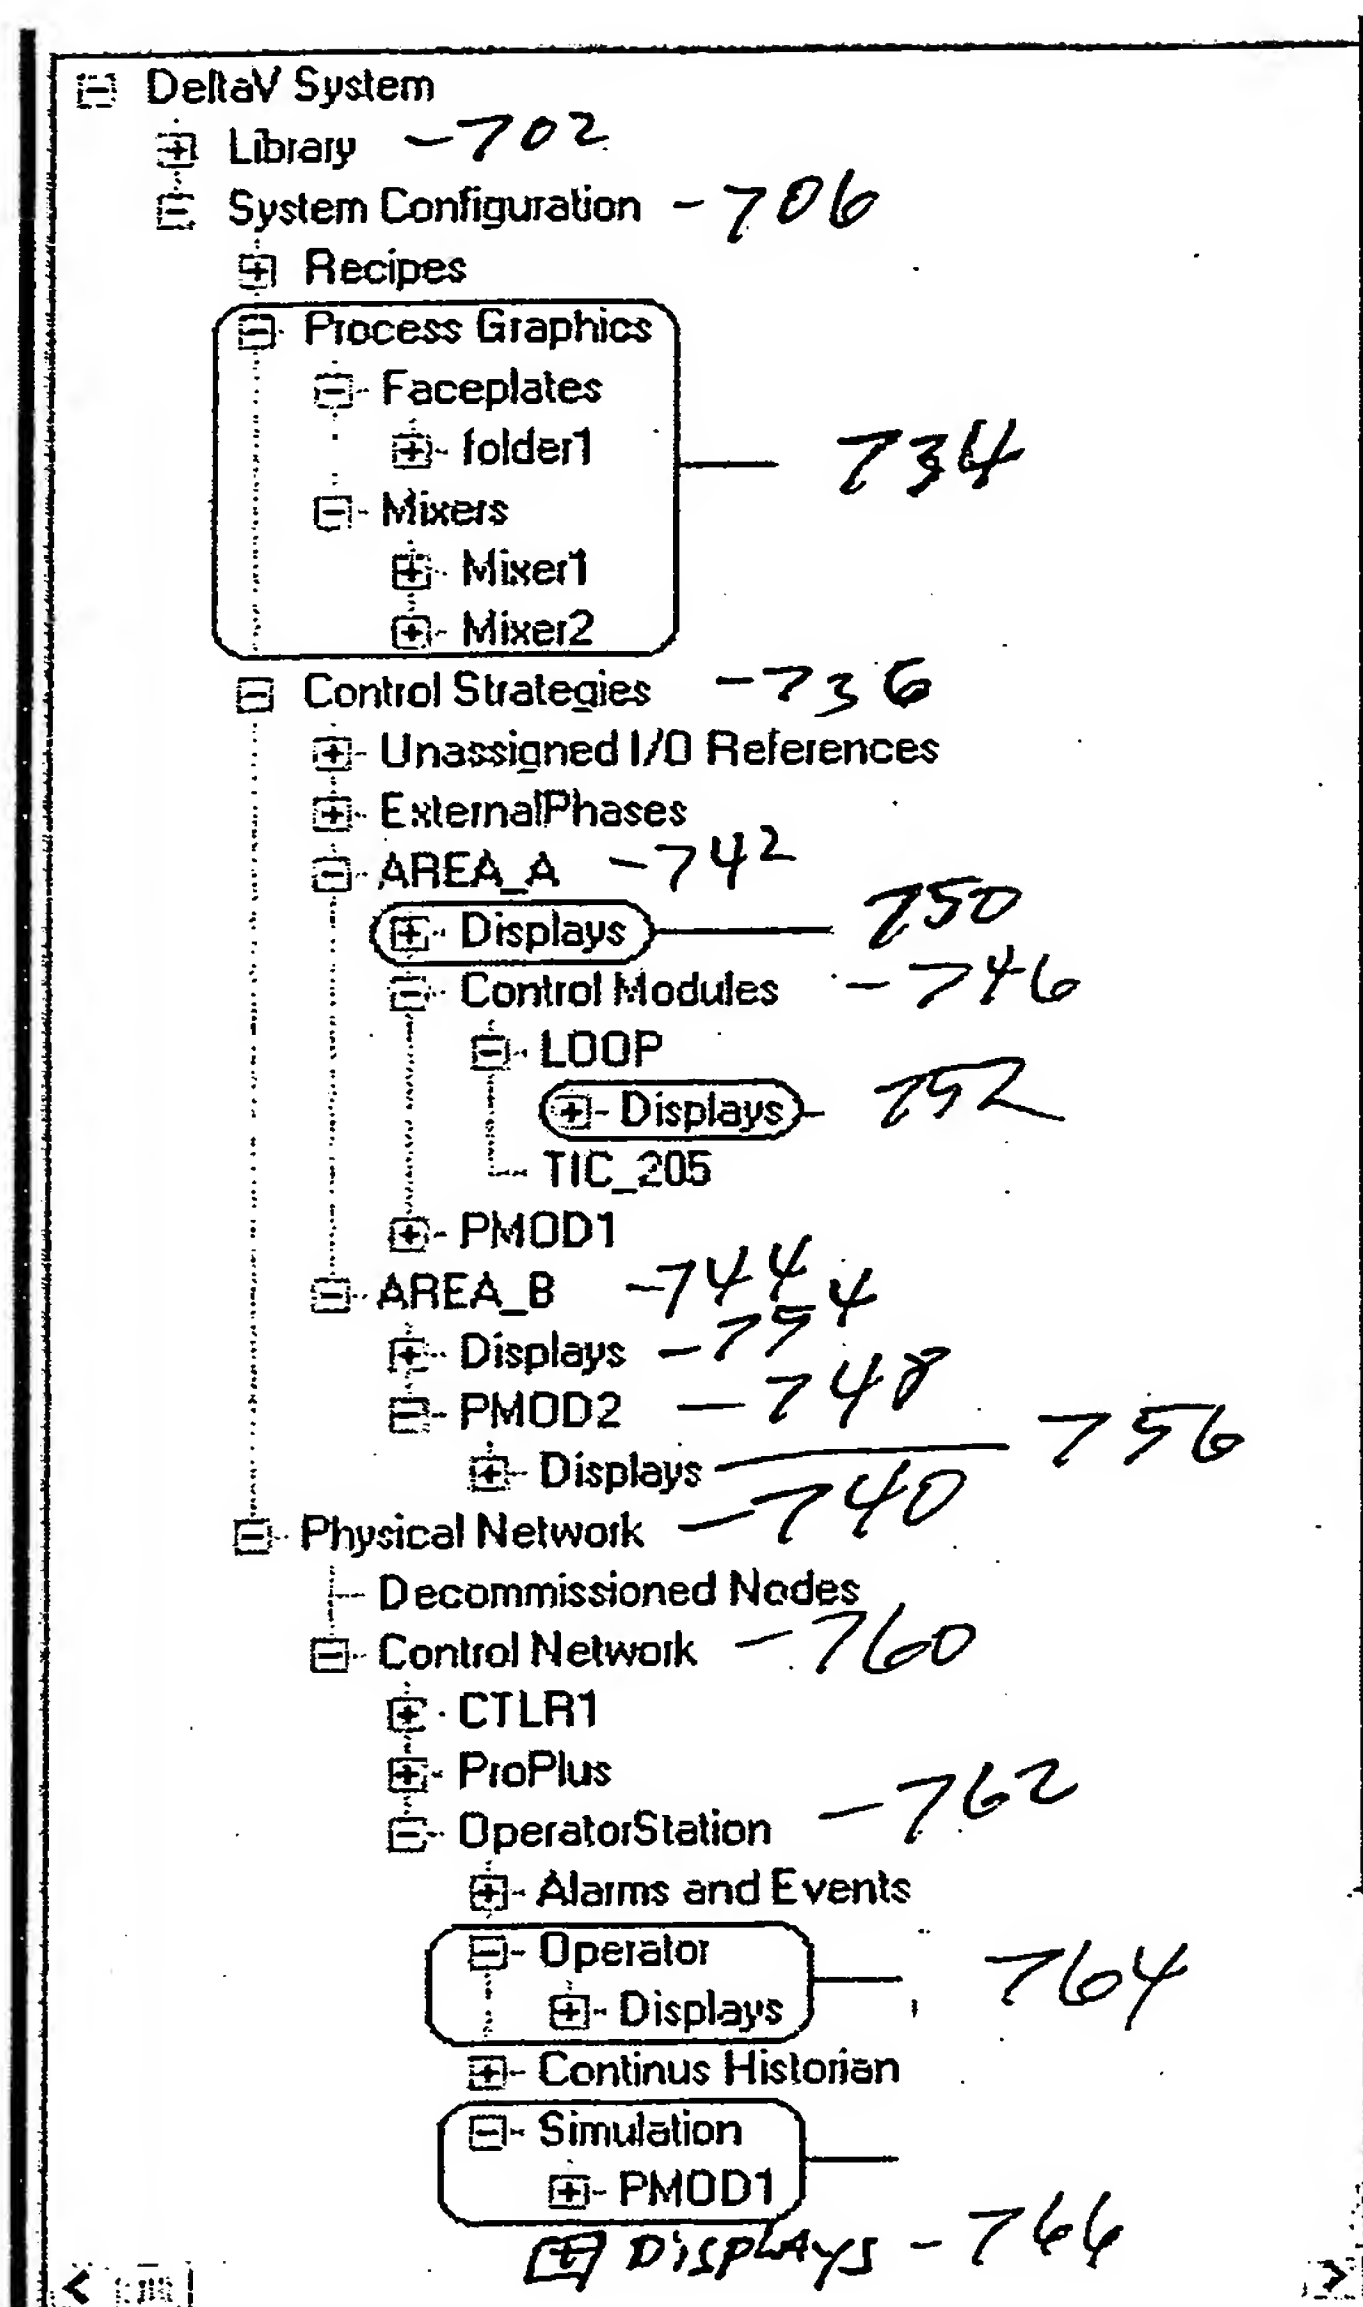 DeltaV System
Library -702
System Configuration -706
Recipes
Process Graphics
Faceplates
folder1
734
Mixers
Mixer1
Mixer2
Control Strategies -736
Unassigned I/O References
ExternalPhases
AREA_A -742
Displays 750
Control Modules -746
LOOP
Displays 752
TIC_205
PMOD1
AREA_B -744
Displays -754
PMOD2 -748
Displays 756
Physical Network -740
Decommissioned Nodes
Control Network -760
CTLR1
ProPlus
OperatorStation -762
Alarms and Events
Operator
Displays 764
Continus Historian
Simulation
PMOD1
DISPLAYS -766